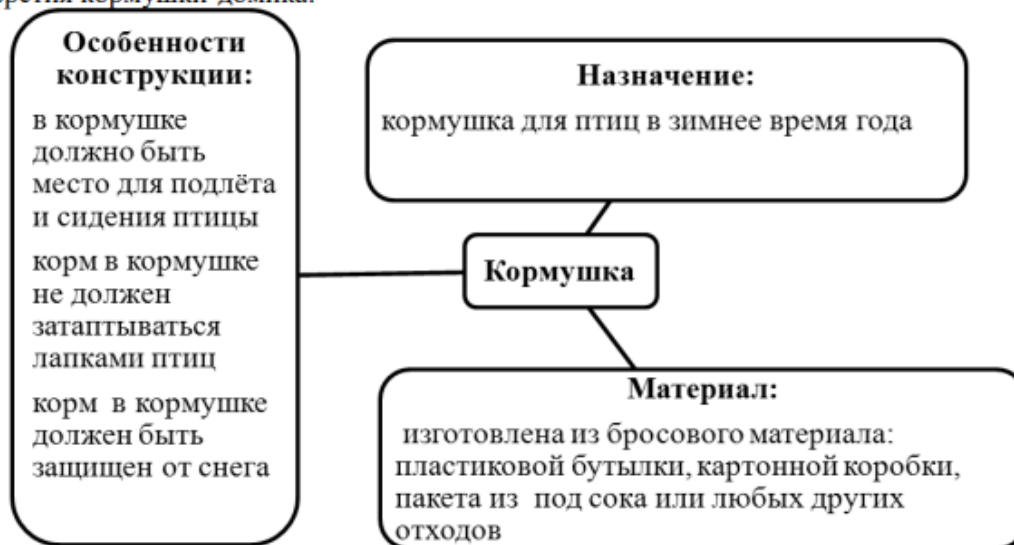 кормушки-домика.
Особенности
конструкции:
в кормушке
должно быть
место для подлёта
и сидения птицы
корм в кормушке
не должен
затаптываться
лапками птиц
корм в кормушке
должен быть
защищен от снега
Назначение:
кормушка для птиц в зимнее время года
Кормушка
Материал:
изготовлена из бросового материала:
пластиковой бутылки, картонной коробки,
пакета из под сока или любых других
отходов